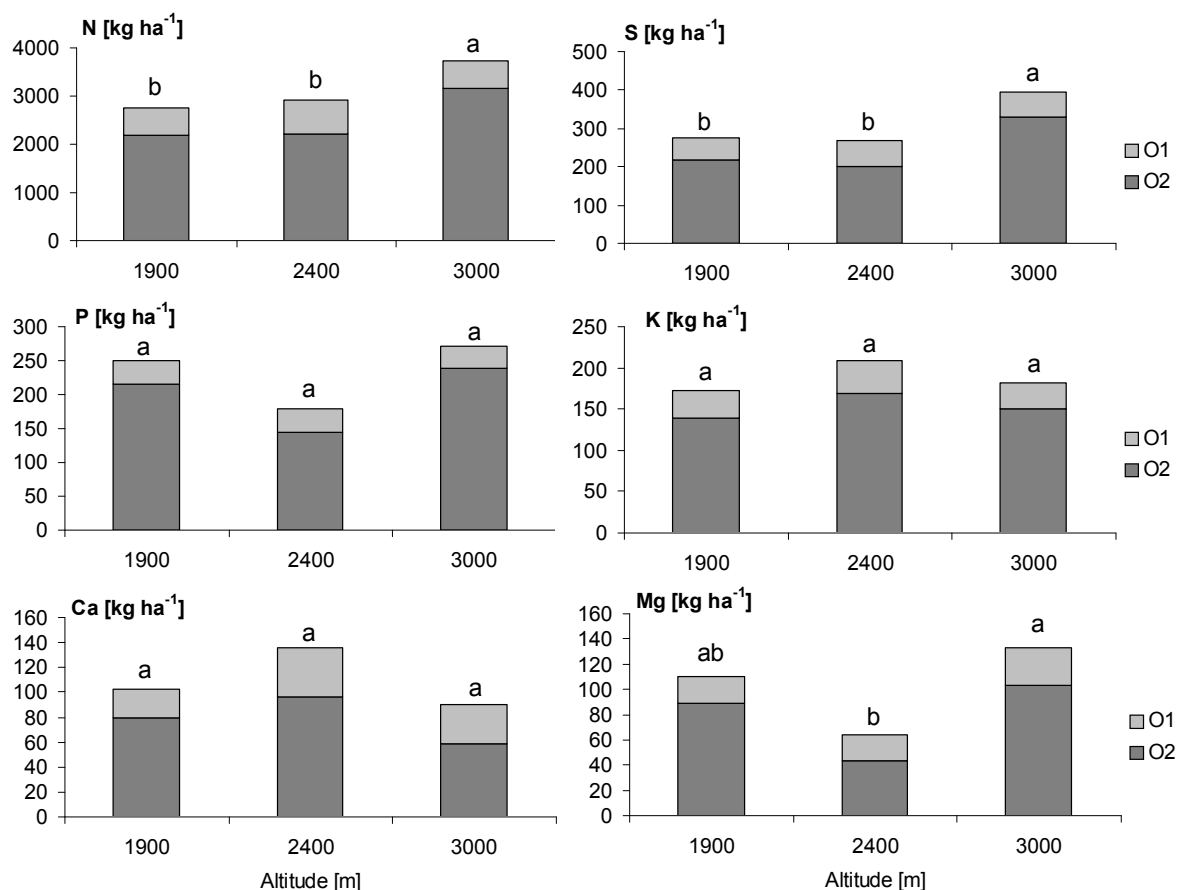 N [kg ha⁻¹]
4000
3000
2000
1000
0
b
b
a
1900
2400
3000
S [kg ha⁻¹]
500
400
300
200
100
0
b
b
a
1900
2400
3000
O1
O2
P [kg ha⁻¹]
300
250
200
150
100
50
0
a
a
a
1900
2400
3000
K [kg ha⁻¹]
250
200
150
100
50
0
a
a
a
1900
2400
3000
O1
O2
Ca [kg ha⁻¹]
160
140
120
100
80
60
40
20
0
a
a
a
1900
2400
3000
Altitude [m]
Mg [kg ha⁻¹]
160
140
120
100
80
60
40
20
0
ab
b
a
1900
2400
3000
Altitude [m]
O1
O2